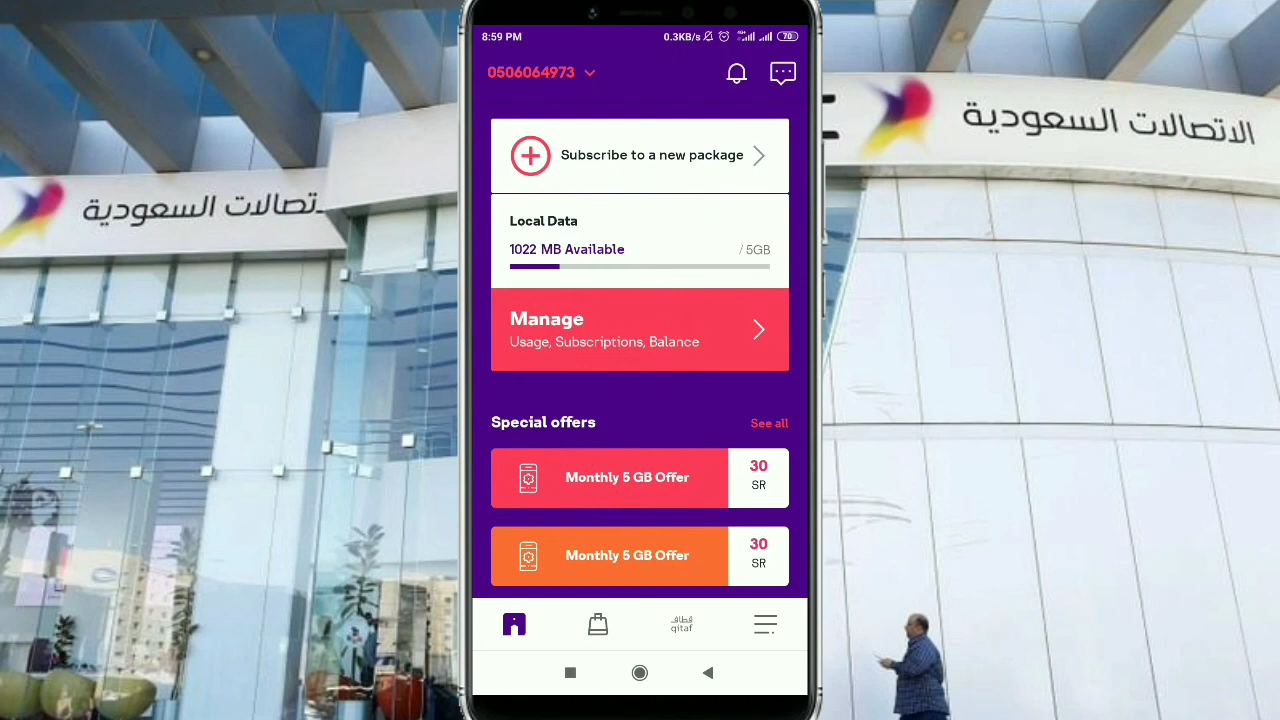 8:59 PM
0.3KB/s
70
0506064973
Subscribe to a new package
Local Data
1022 MB Available
/ 5GB
Manage
Usage, Subscriptions, Balance
Special offers
See all
Monthly 5 GB Offer
30
SR
Monthly 5 GB Offer
30
SR
قطاف
qitaf
تصالات السعودية
الاتصالات السعودية